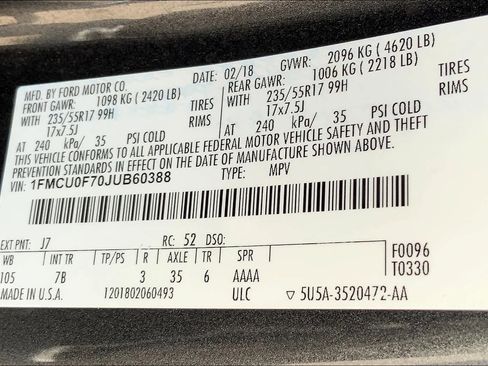 MFD. BY FORD MOTOR CO.
DATE: 02/18 GVWR: 2096 KG ( 4620 LB)
FRONT GAWR: 1098 KG ( 2420 LB) REAR GAWR: 1006 KG ( 2218 LB)
WITH 235/55R17 99H TIRES WITH 235/55R17 99H TIRES
17x7.5J RIMS 17x7.5J RIMS
AT 240 kPa/ 35 PSI COLD AT 240 kPa/ 35 PSI COLD
THIS VEHICLE CONFORMS TO ALL APPLICABLE FEDERAL MOTOR VEHICLE SAFETY AND THEFT
PREVENTION STANDARDS IN EFFECT ON THE DATE OF MANUFACTURE SHOWN ABOVE.
VIN: 1FMCU0F70JUB60388 TYPE: MPV
EXT PNT: J7 RC: 52 DSO:
WB INT TR TP/PS R AXLE TR SPR F0096
105 7B 3 35 6 AAAA T0330
MADE IN U.S.A. 1201802060493 ULC ▽ 5U5A-3520472-AA